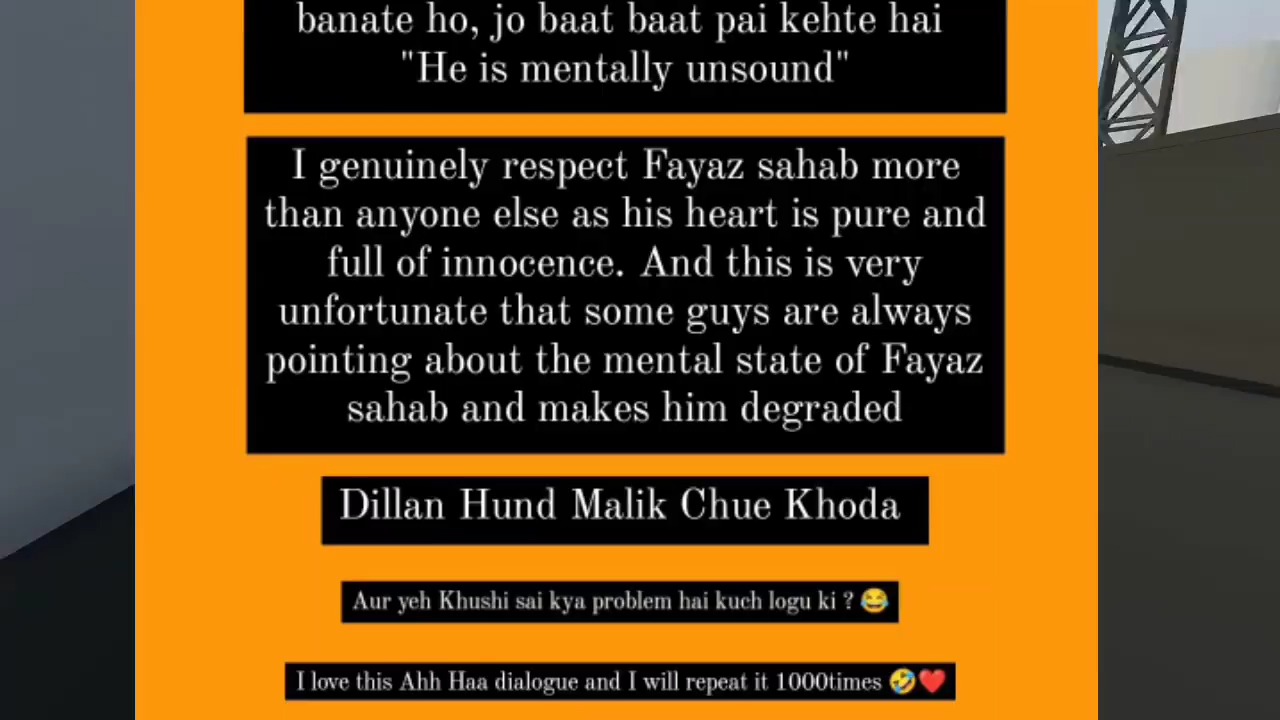 banate ho, jo baat baat pai kehte hai
"He is mentally unsound"
I genuinely respect Fayaz sahab more
than anyone else as his heart is pure and
full of innocence. And this is very
unfortunate that some guys are always
pointing about the mental state of Fayaz
sahab and makes him degraded
Dillan Hund Malik Chue Khoda
Aur yeh Khushi sai kya problem hai kuch logu ki ? 😂
I love this Ahh Haa dialogue and I will repeat it 1000times 🤣❤️